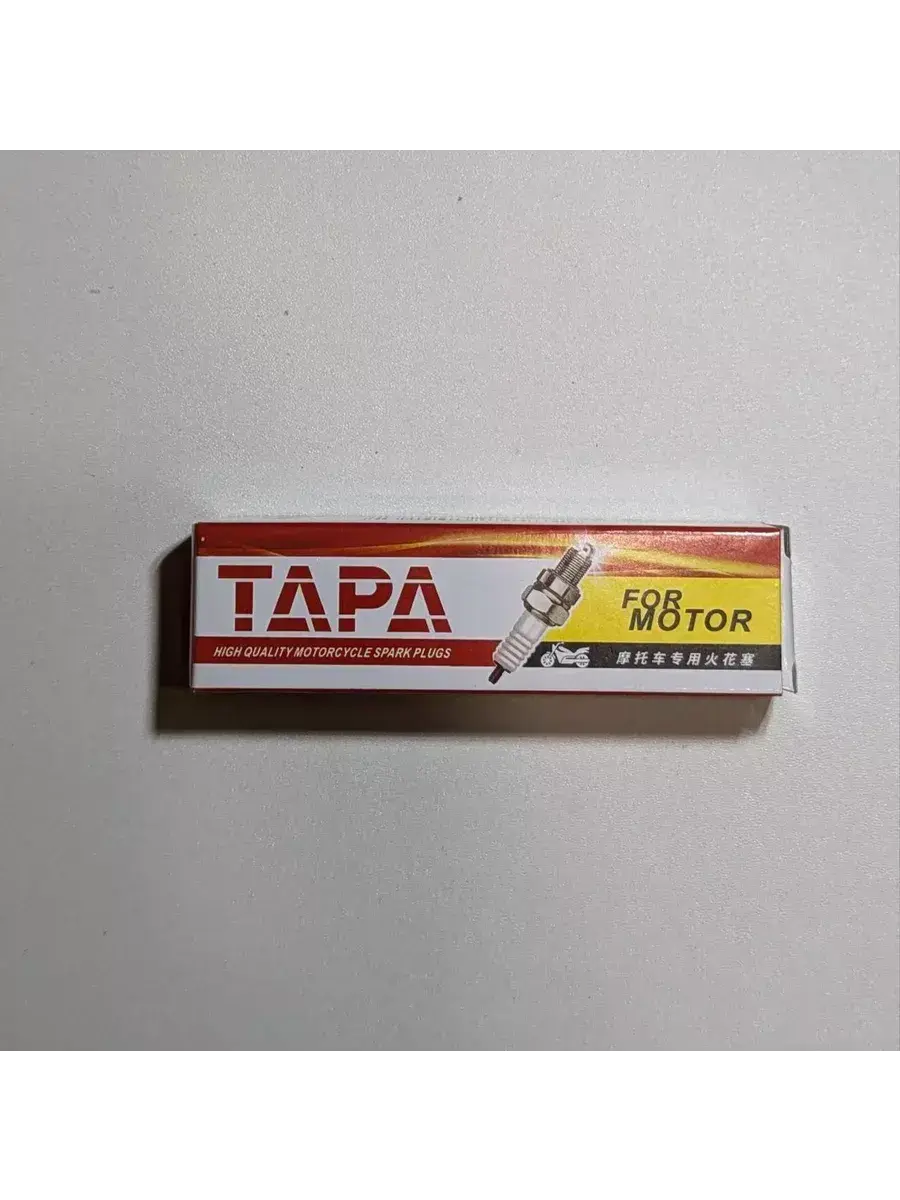 TAPA
HIGH QUALITY MOTORCYCLE SPARK PLUGS
FOR
MOTOR
摩托车专用火花塞